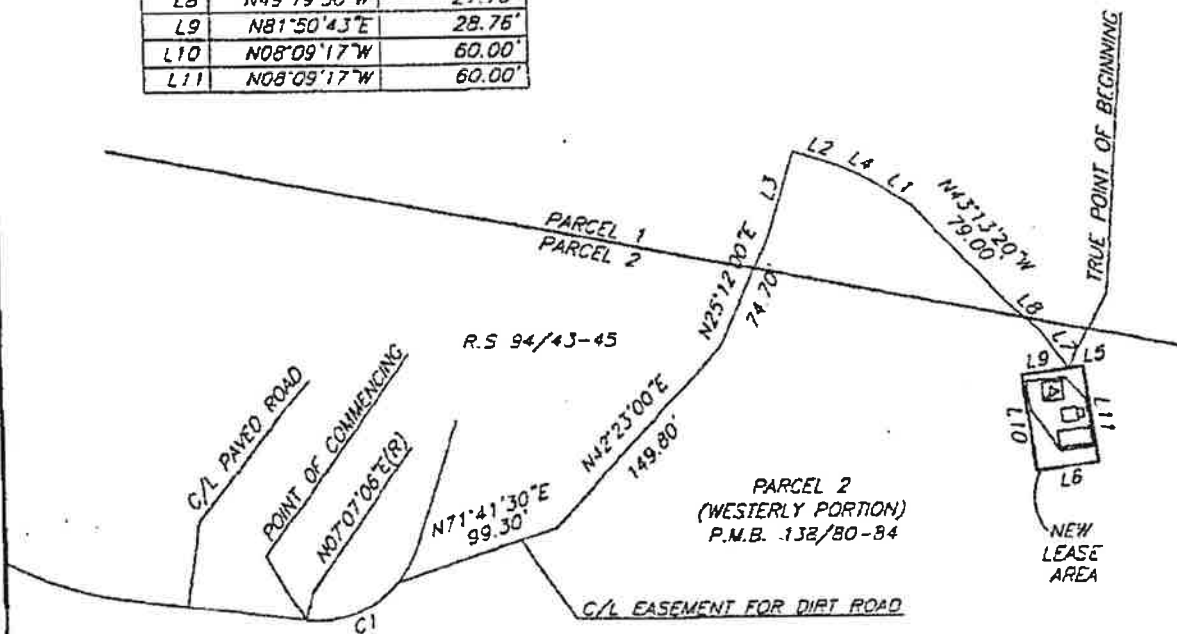 L9 N81°50'43"E 28.76'
L10 N08°09'17"W 60.00'
L11 N08°09'17"W 60.00'
TRUE POINT OF BEGINNING
L2
L4
L1
L3
N43°13'20"W
79.00'
PARCEL 1
PARCEL 2
N25°12'00"E
74.70'
L8
L7
R.S 94/43-45
L9
L5
L10
L11
L6
C/L PAVED ROAD
POINT OF COMMENCING
N07°07'06"E(R)
N42°23'00"E
149.80'
N71°41'30"E
99.30'
PARCEL 2
(WESTERLY PORTION)
P.M.B. 138/80-84
NEW
LEASE
AREA
C1
C/L EASEMENT FOR DIRT ROAD